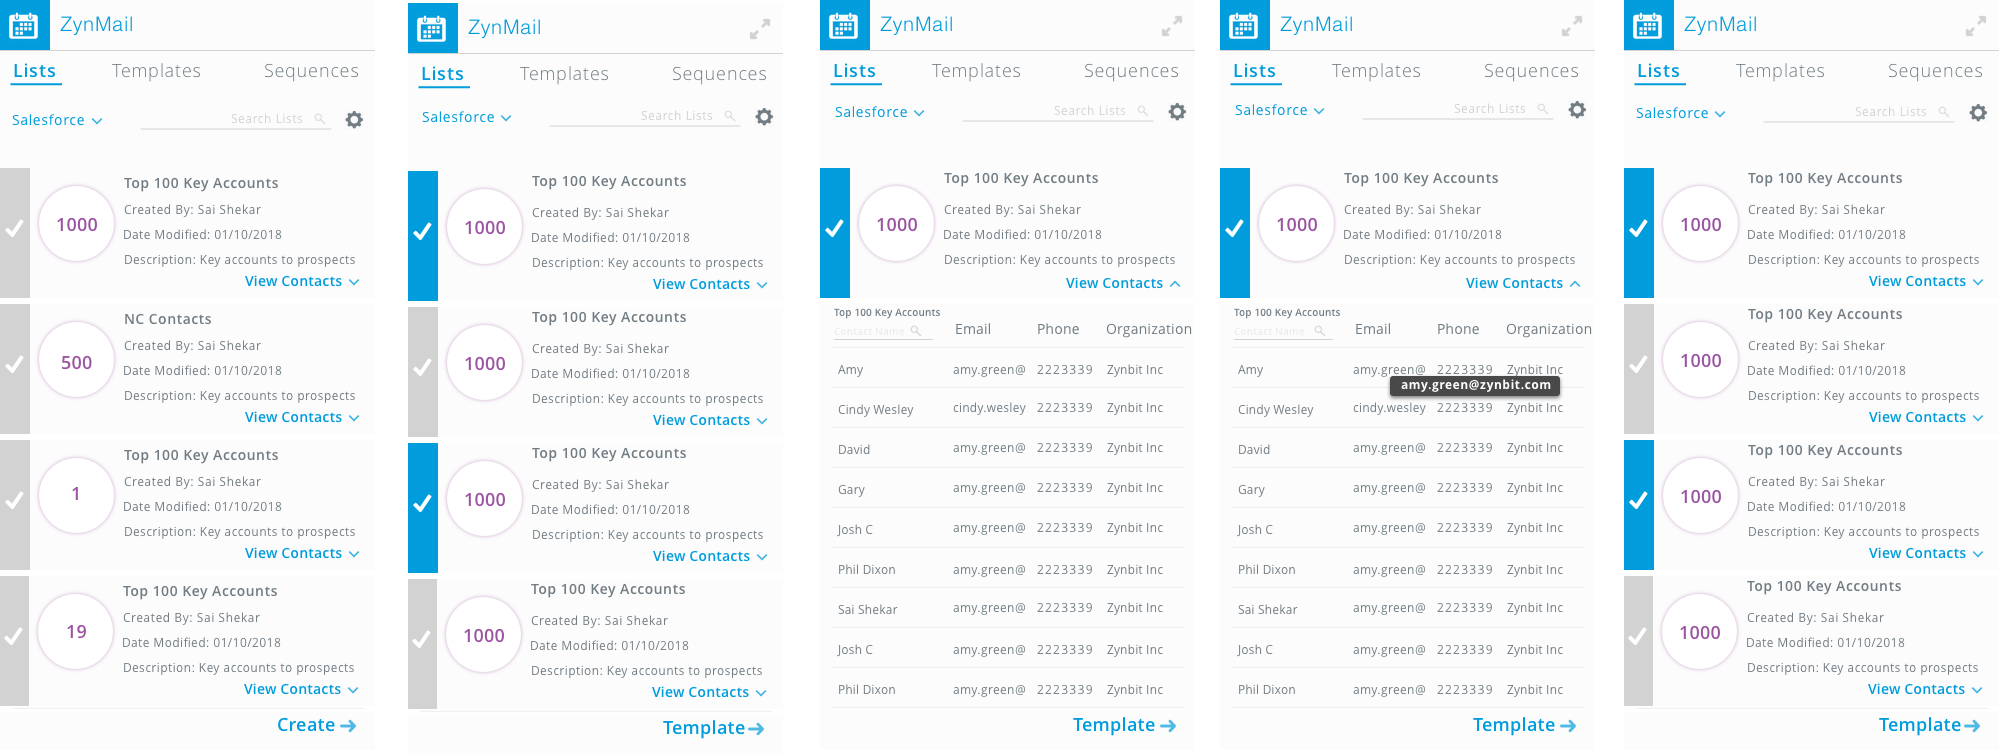 ZynMail
Lists Templates Sequences
Salesforce Search Lists
1000
Top 100 Key Accounts
Created By: Sai Shekar
Date Modified: 01/10/2018
Description: Key accounts to prospects
View Contacts
500
NC Contacts
Created By: Sai Shekar
Date Modified: 01/10/2018
Description: Key accounts to prospects
View Contacts
1
Top 100 Key Accounts
Created By: Sai Shekar
Date Modified: 01/10/2018
Description: Key accounts to prospects
View Contacts
19
Top 100 Key Accounts
Created By: Sai Shekar
Date Modified: 01/10/2018
Description: Key accounts to prospects
View Contacts
Create
ZynMail
Lists Templates Sequences
Salesforce Search Lists
1000
Top 100 Key Accounts
Created By: Sai Shekar
Date Modified: 01/10/2018
Description: Key accounts to prospects
View Contacts
1000
Top 100 Key Accounts
Created By: Sai Shekar
Date Modified: 01/10/2018
Description: Key accounts to prospects
View Contacts
1000
Top 100 Key Accounts
Created By: Sai Shekar
Date Modified: 01/10/2018
Description: Key accounts to prospects
View Contacts
1000
Top 100 Key Accounts
Created By: Sai Shekar
Date Modified: 01/10/2018
Description: Key accounts to prospects
View Contacts
Template
ZynMail
Lists Templates Sequences
Salesforce Search Lists
1000
Top 100 Key Accounts
Created By: Sai Shekar
Date Modified: 01/10/2018
Description: Key accounts to prospects
View Contacts
Top 100 Key Accounts
Contact Name Email Phone Organization
Amy amy.green@ 2223339 Zynbit Inc
Cindy Wesley cindy.wesley 2223339 Zynbit Inc
David amy.green@ 2223339 Zynbit Inc
Gary amy.green@ 2223339 Zynbit Inc
Josh C amy.green@ 2223339 Zynbit Inc
Phil Dixon amy.green@ 2223339 Zynbit Inc
Sai Shekar amy.green@ 2223339 Zynbit Inc
Josh C amy.green@ 2223339 Zynbit Inc
Phil Dixon amy.green@ 2223339 Zynbit Inc
Template
ZynMail
Lists Templates Sequences
Salesforce Search Lists
1000
Top 100 Key Accounts
Created By: Sai Shekar
Date Modified: 01/10/2018
Description: Key accounts to prospects
View Contacts
Top 100 Key Accounts
Contact Name Email Phone Organization
Amy amy.green@ 2223339 Zynbit Inc
amy.green@zynbit.com
Cindy Wesley cindy.wesley 2223339 Zynbit Inc
David amy.green@ 2223339 Zynbit Inc
Gary amy.green@ 2223339 Zynbit Inc
Josh C amy.green@ 2223339 Zynbit Inc
Phil Dixon amy.green@ 2223339 Zynbit Inc
Sai Shekar amy.green@ 2223339 Zynbit Inc
Josh C amy.green@ 2223339 Zynbit Inc
Phil Dixon amy.green@ 2223339 Zynbit Inc
Template
ZynMail
Lists Templates Sequences
Salesforce Search Lists
1000
Top 100 Key Accounts
Created By: Sai Shekar
Date Modified: 01/10/2018
Description: Key accounts to prospects
View Contacts
1000
Top 100 Key Accounts
Created By: Sai Shekar
Date Modified: 01/10/2018
Description: Key accounts to prospects
View Contacts
1000
Top 100 Key Accounts
Created By: Sai Shekar
Date Modified: 01/10/2018
Description: Key accounts to prospects
View Contacts
1000
Top 100 Key Accounts
Created By: Sai Shekar
Date Modified: 01/10/2018
Description: Key accounts to prospects
View Contacts
Template